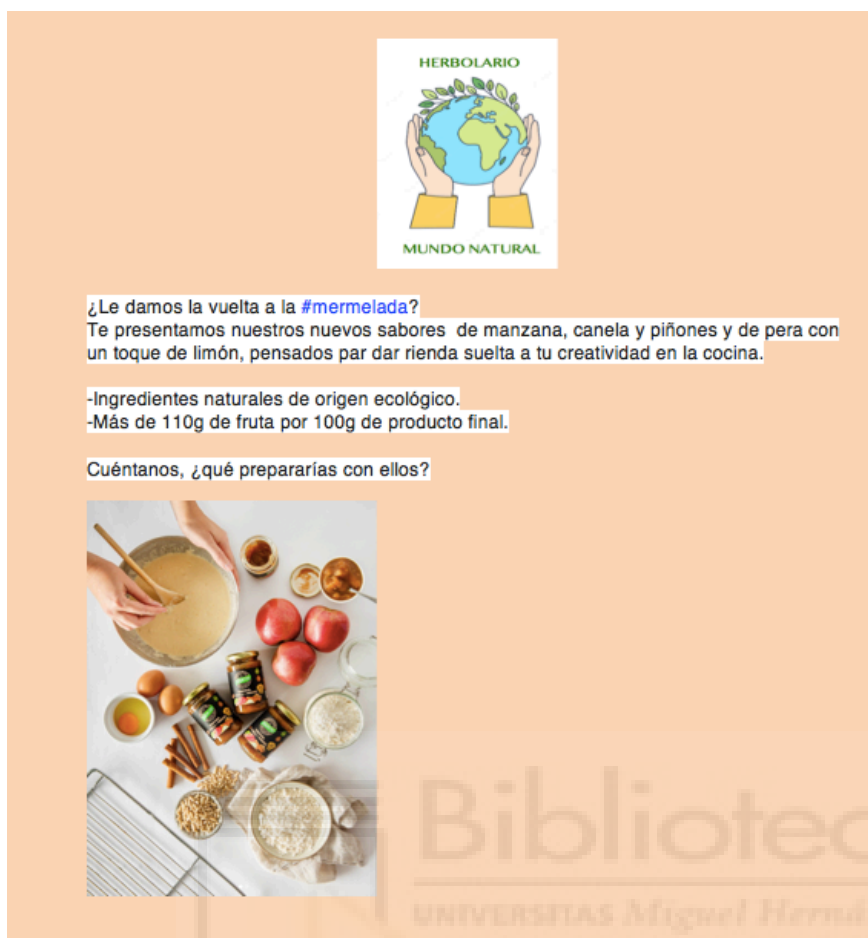 HERBOLARIO
MUNDO NATURAL
¿Le damos la vuelta a la #mermelada?
Te presentamos nuestros nuevos sabores de manzana, canela y piñones y de pera con
un toque de limón, pensados par dar rienda suelta a tu creatividad en la cocina.
-Ingredientes naturales de origen ecológico.
-Más de 110g de fruta por 100g de producto final.
Cuéntanos, ¿qué prepararías con ellos?
Bibliotec
UNIVERSITAS Miguel Herná